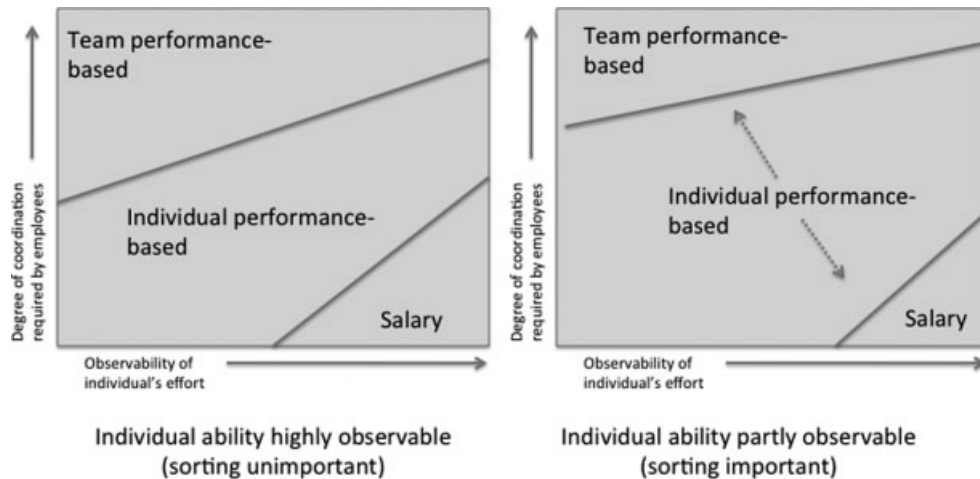 Team performance-
based
Individual performance-
based
Salary
Degree of coordination
required by employees
Observability of
individual's effort
Individual ability highly observable
(sorting unimportant)
Team performance-
based
Individual performance-
based
Salary
Degree of coordination
required by employees
Observability of
individual's effort
Individual ability partly observable
(sorting important)